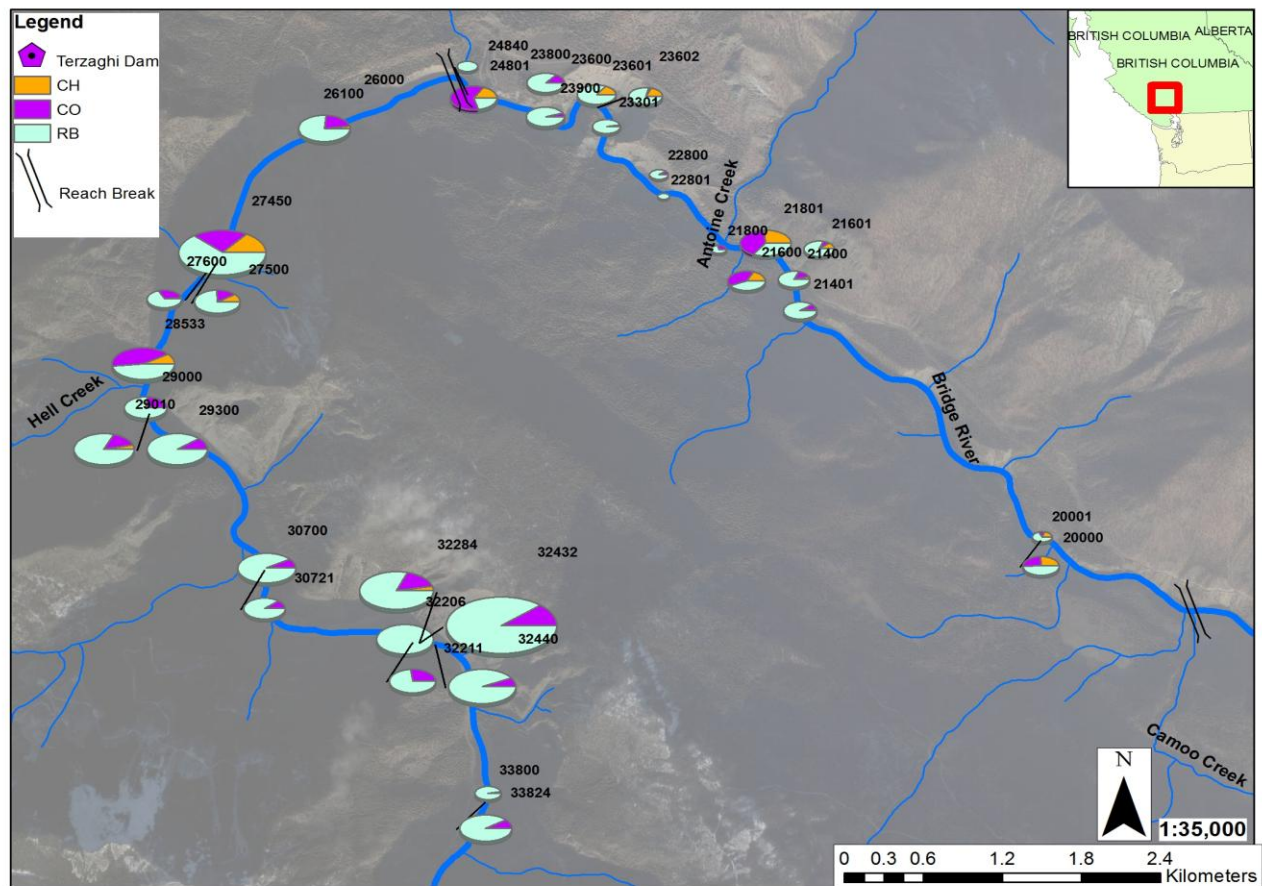 Legend
Terzaghi Dam
CH
CO
RB
Reach Break
BRITISH COLUMBIA ALBERTA
BRITISH COLUMBIA
24840
23800
23600
23602
24801
23601
26000
23900
23301
26100
22800
22801
27450
Antoine Creek
21801
21601
21800
21600
21400
27600
27500
21401
28533
Hell Creek
29000
29010
29300
Bridge River
20001
20000
30700
32284
32432
30721
32206
32440
32211
Camoo Creek
33800
33824
N
1:35,000
0 0.3 0.6 1.2 1.8 2.4
Kilometers